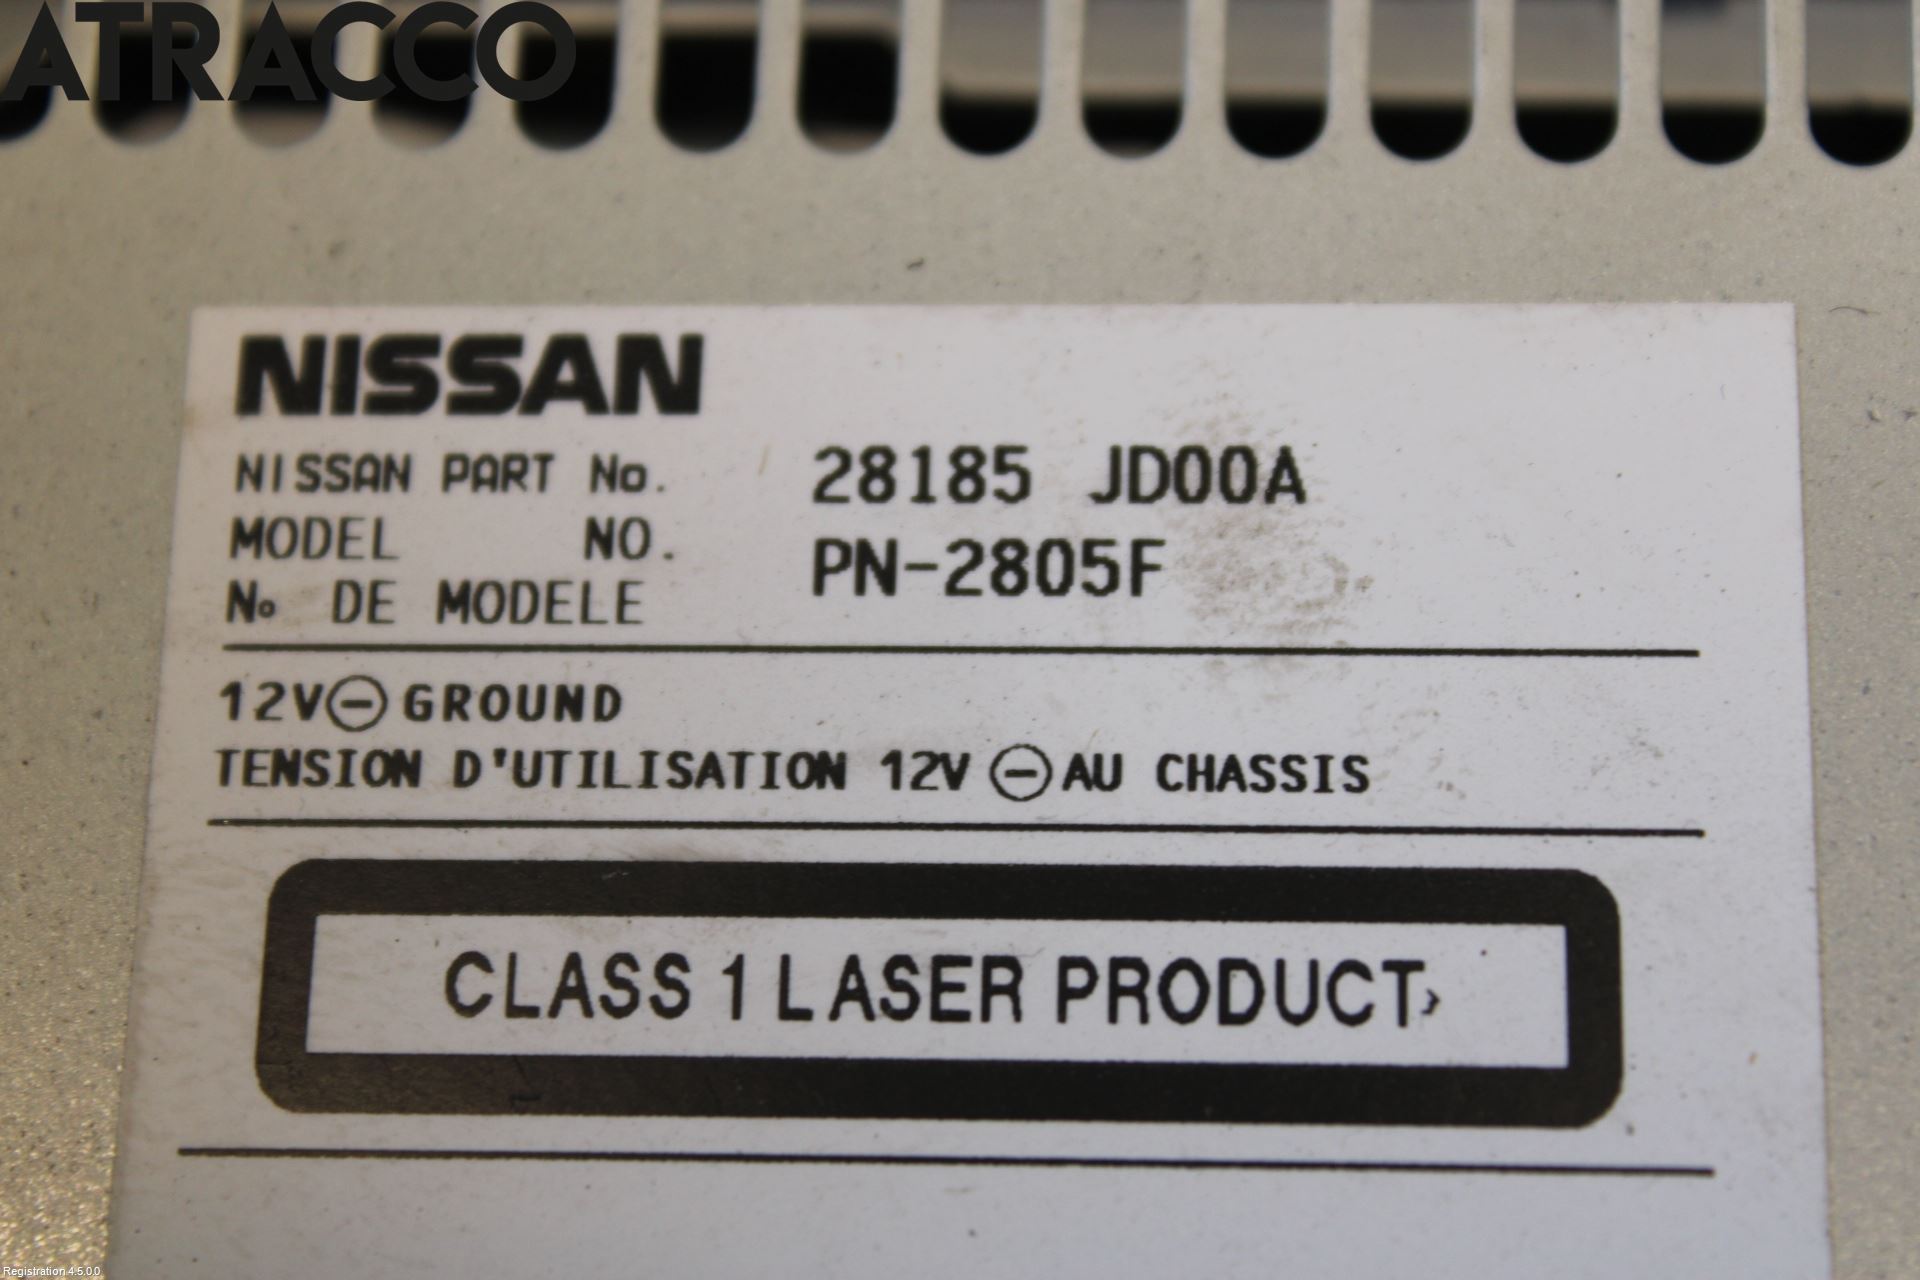 ATRACCO
NISSAN
NISSAN PART No. 28185 JD00A
MODEL NO. PN-2805F
No DE MODELE
12V⊖GROUND
TENSION D'UTILISATION 12V ⊖AU CHASSIS
CLASS 1 LASER PRODUCT
Registration 4.5.0.0